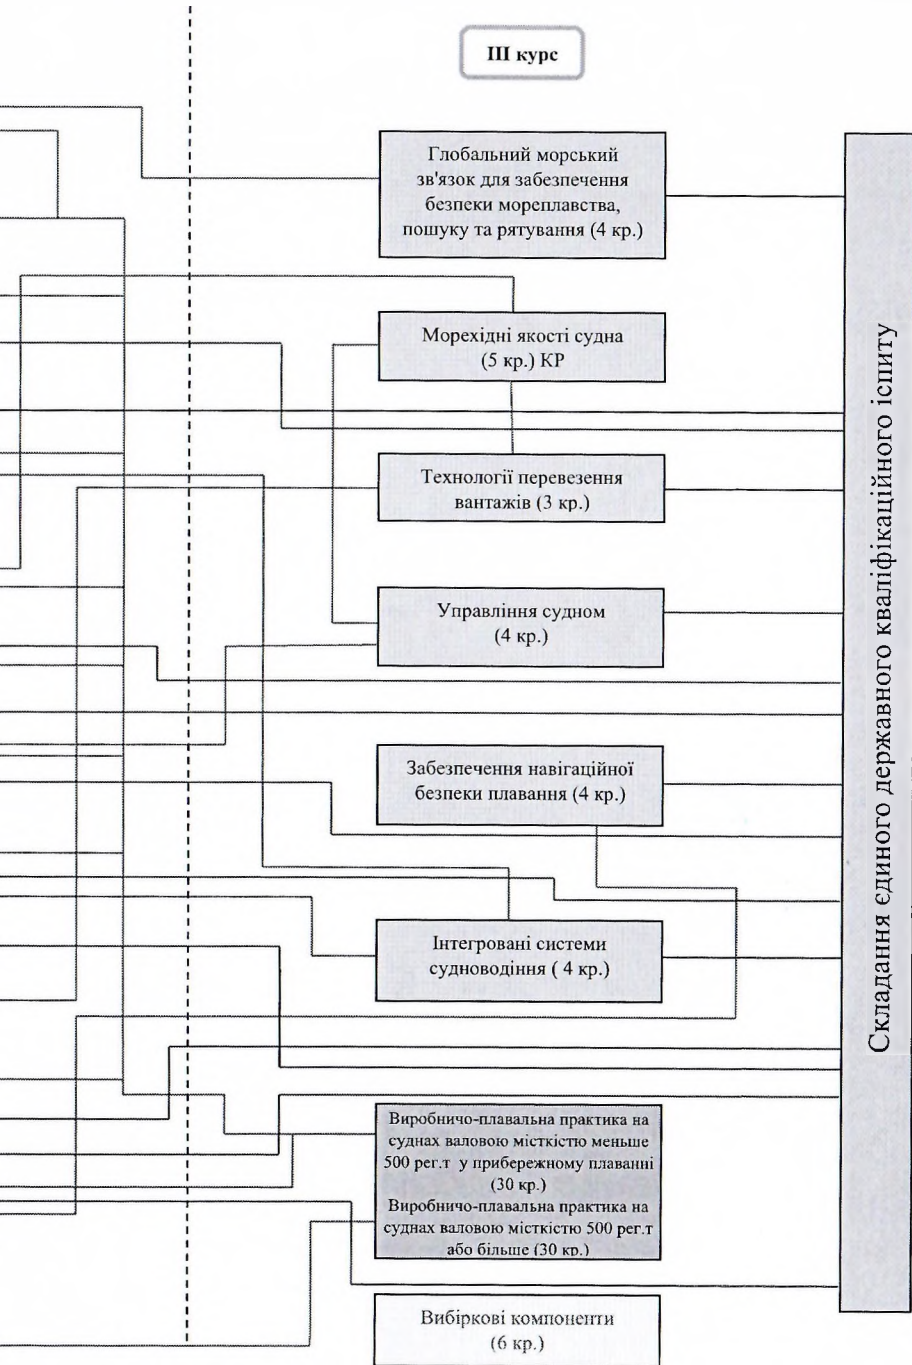 III курс
Глобальний морський
зв'язок для забезпечення
безпеки мореплавства,
пошуку та рятування (4 кр.)
Морехідні якості судна
(5 кр.) КР
Технології перевезення
вантажів (3 кр.)
Управління судном
(4 кр.)
Забезпечення навігаційної
безпеки плавання (4 кр.)
Інтегровані системи
судноводіння ( 4 кр.)
Виробничо-плавальна практика на
суднах валовою місткістю меньше
500 рег.т у прибережному плаванні
(30 кр.)
Виробничо-плавальна практика на
суднах валовою місткістю 500 рег.т
або більше (30 кр.)
Вибіркові компоненти
(6 кр.)
Складання єдиного державного кваліфікаційного іспиту